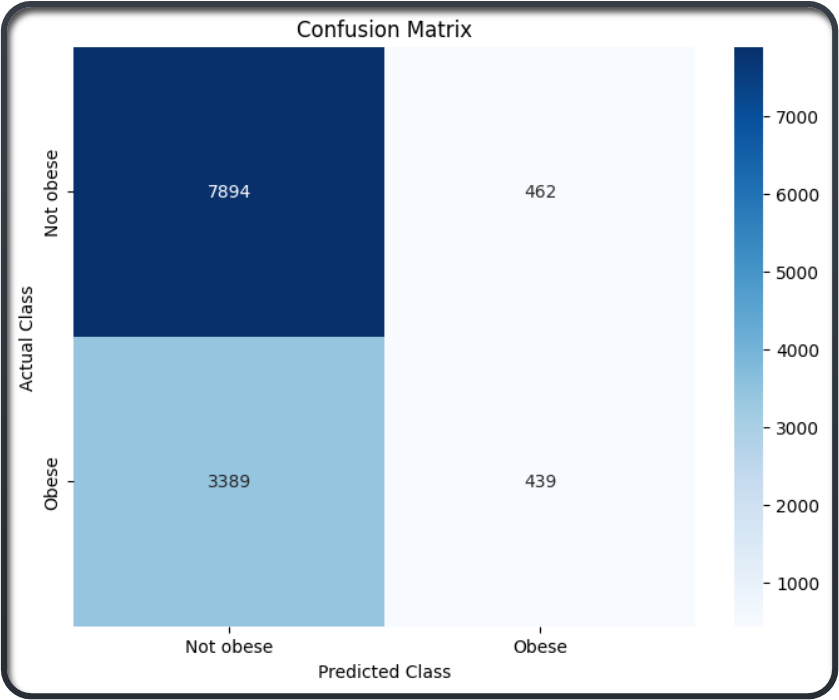 Confusion Matrix
Not obese
7894
462
7000
6000
5000
4000
3000
2000
1000
Actual Class
Obese
3389
439
Not obese
Obese
Predicted Class